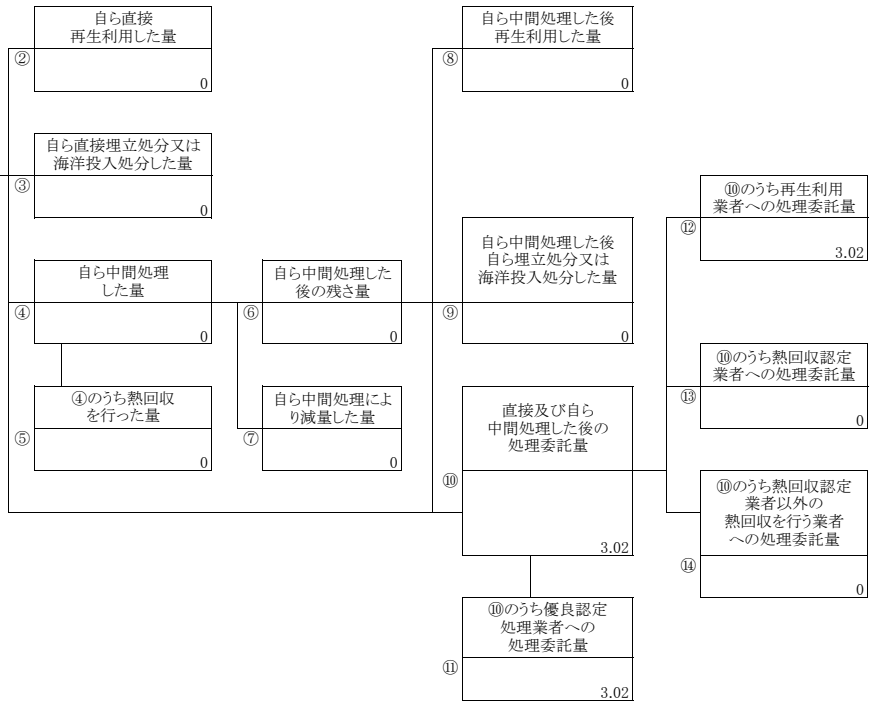 自ら直接
再生利用した量
②
0
自ら直接埋立処分又は
海洋投入処分した量
③
0
自ら中間処理
した量
④
0
④のうち熱回収
を行った量
⑤
0
自ら中間処理した
後の残さ量
⑥
0
自ら中間処理によ
り減量した量
⑦
0
自ら中間処理した後
再生利用した量
⑧
0
自ら中間処理した後
自ら埋立処分又は
海洋投入処分した量
⑨
0
直接及び自ら
中間処理した後の
処理委託量
⑩
3.02
⑩のうち優良認定
処理業者への
処理委託量
⑪
3.02
⑩のうち再生利用
業者への処理委託量
⑫
3.02
⑩のうち熱回収認定
業者への処理委託量
⑬
0
⑩のうち熱回収認定
業者以外の
熱回収を行う業者
への処理委託量
⑭
0